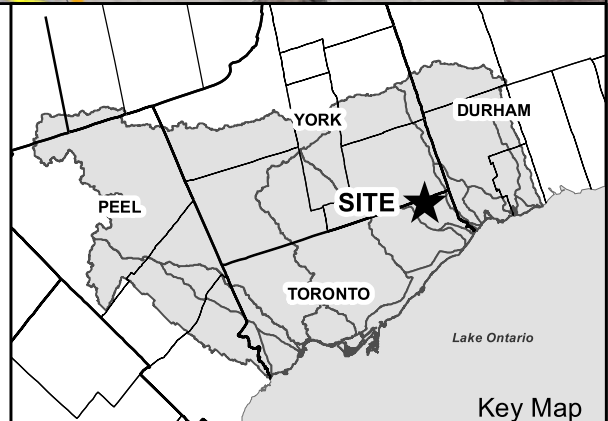 YORK
DURHAM
SITE
PEEL
TORONTO
Lake Ontario
Key Map